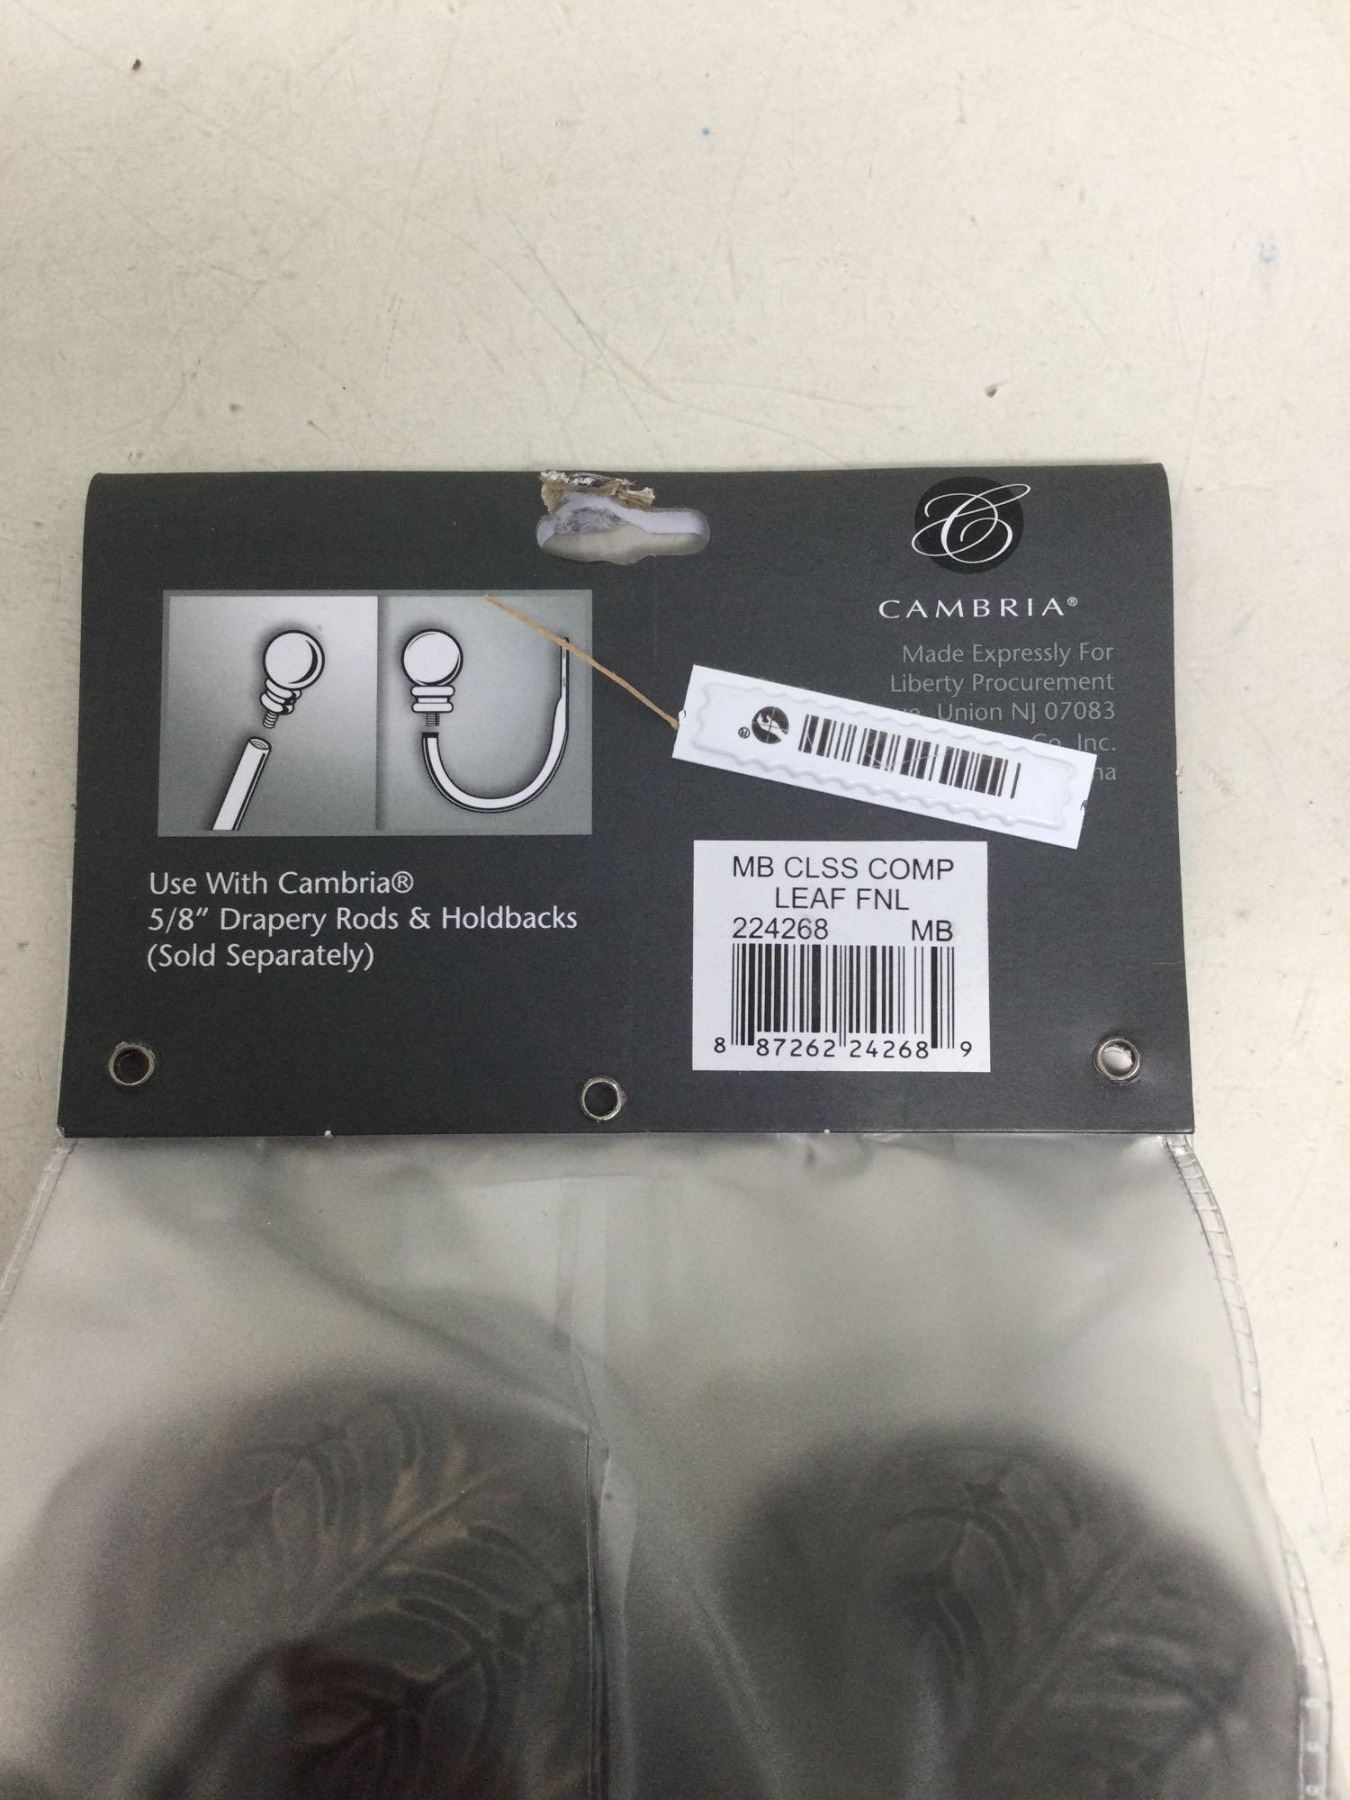 CAMBRIA®
Made Expressly For
Liberty Procurement
Union NJ 07083
Co. Inc.
Use With Cambria®
5/8" Drapery Rods & Holdbacks
(Sold Separately)
®
MB CLSS COMP
LEAF FNL
224268 MB
8 87262 24268 9